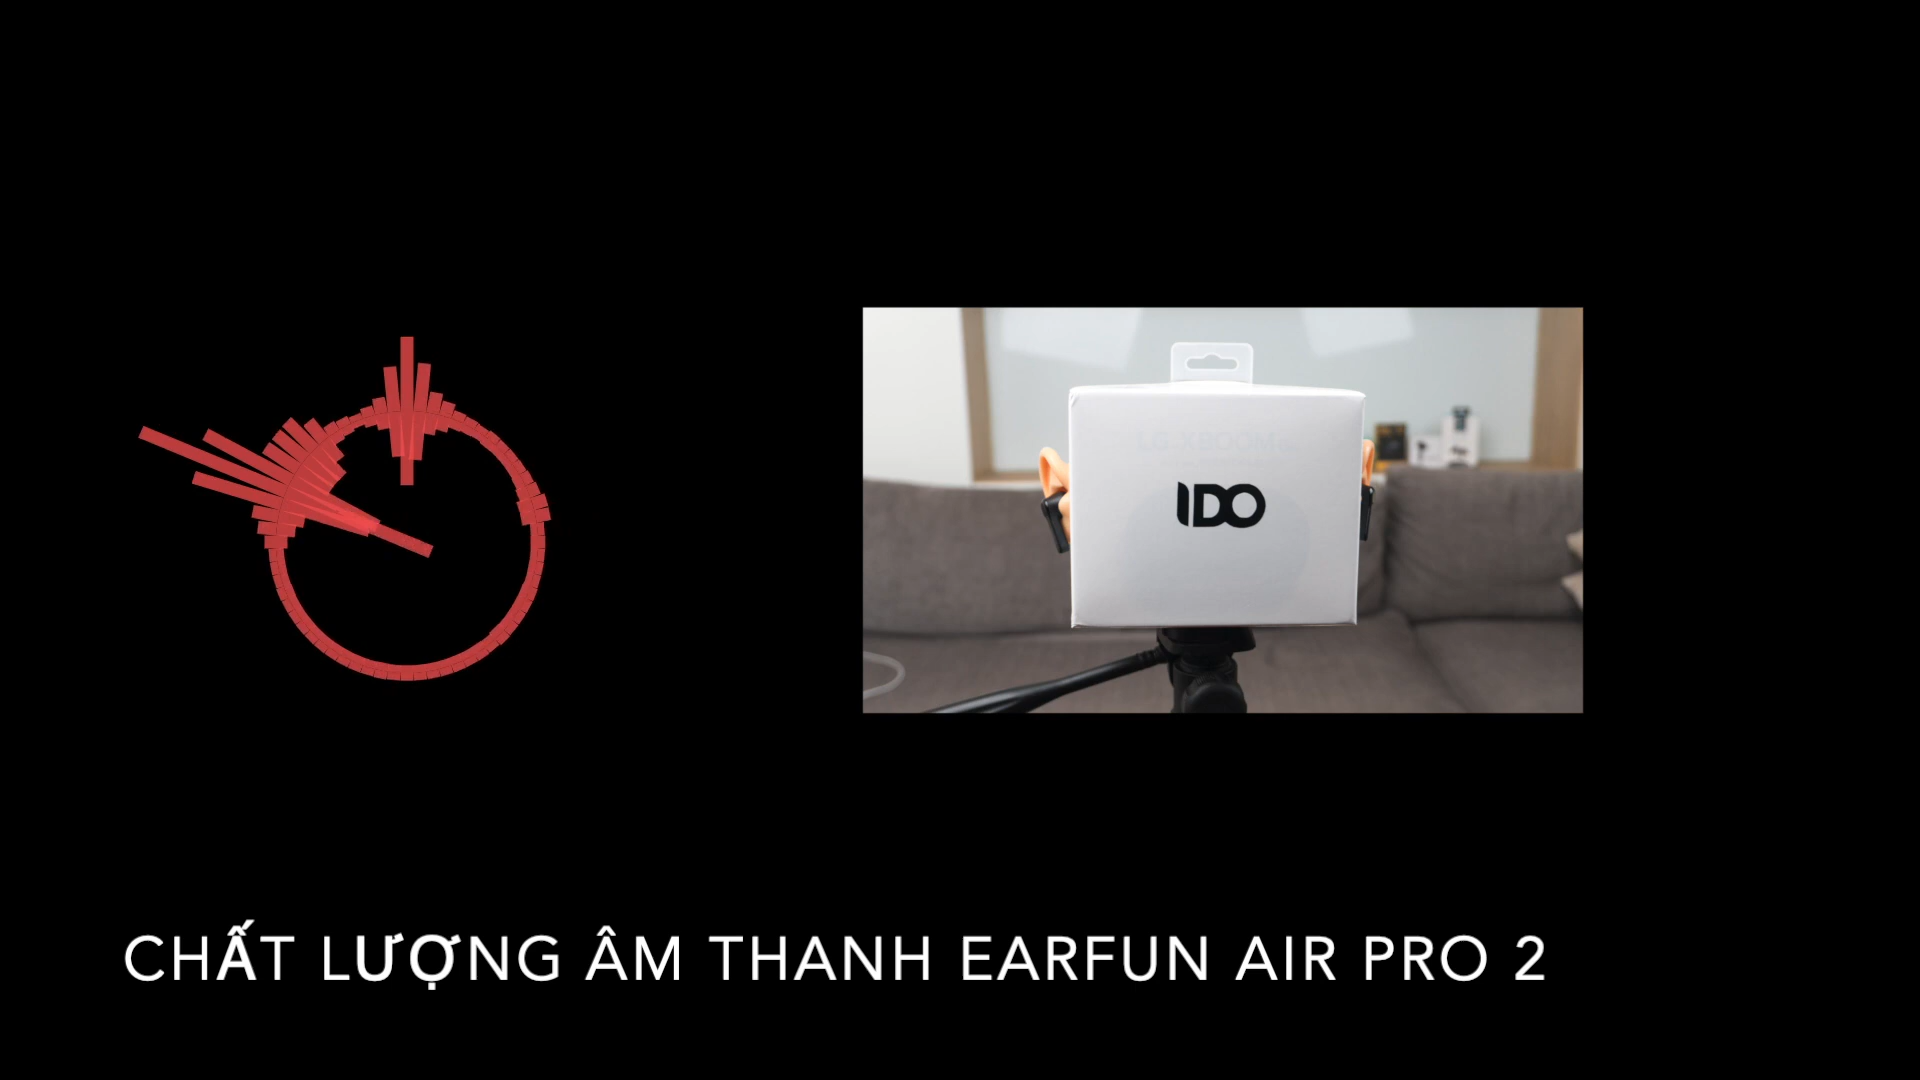 IDO
CHẤT LƯỢNG ÂM THANH EARFUN AIR PRO 2